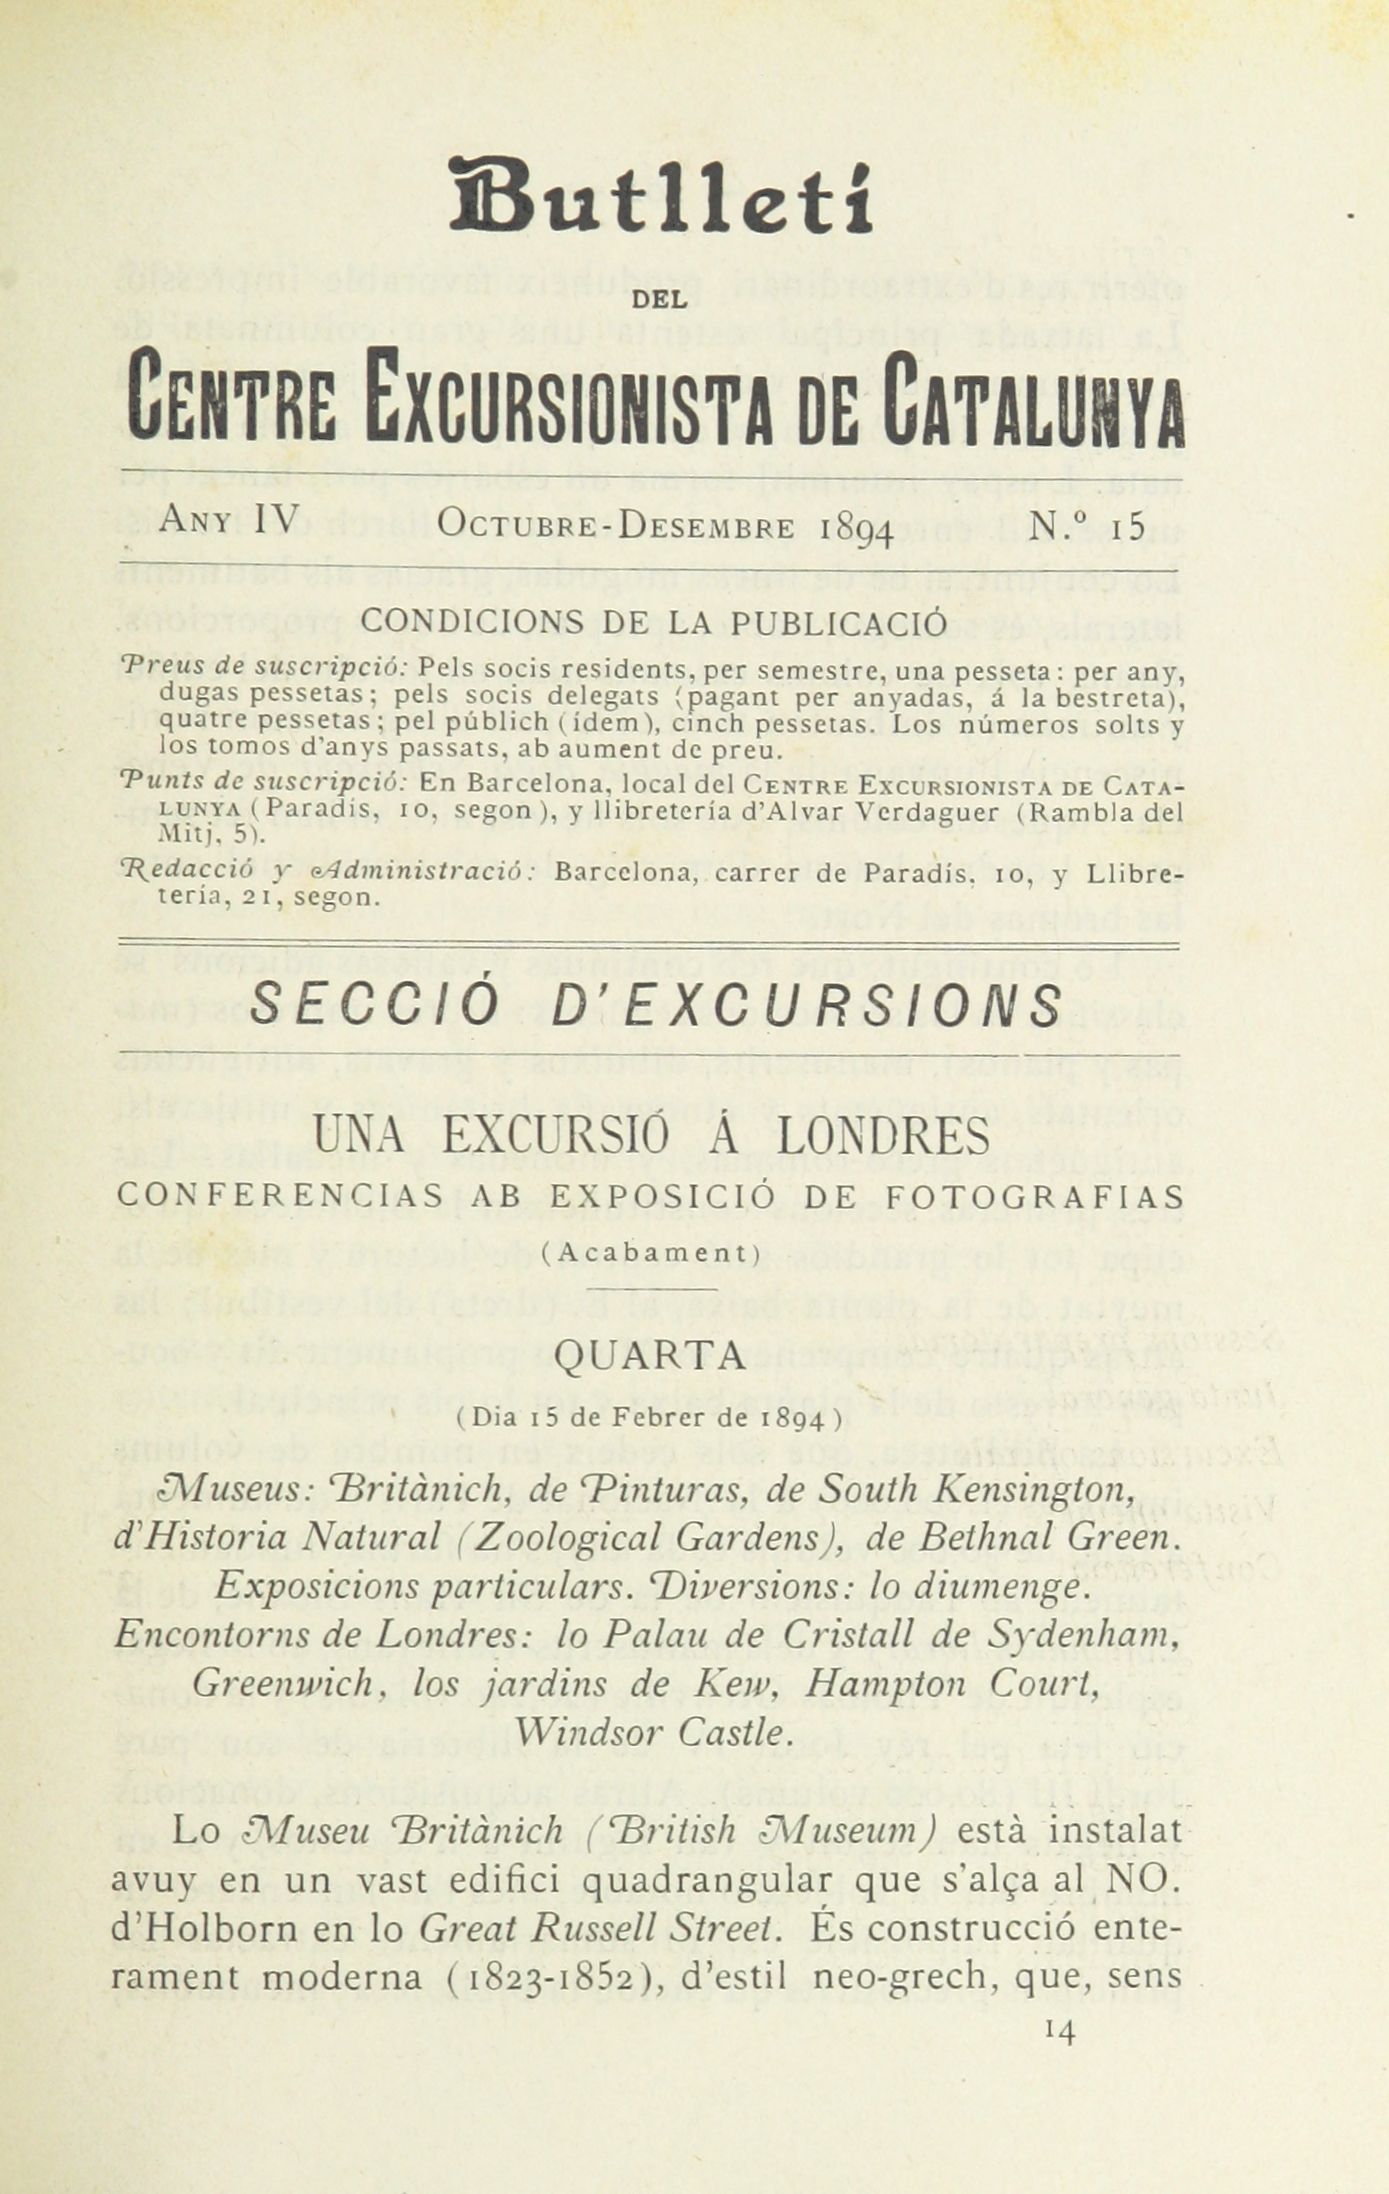 Butlletí
DEL
CENTRE EXCURSIONISTA DE CATALUNYA
ANY IV OCTUBRE-DESEMBRE 1894 N.º 15
CONDICIONS DE LA PUBLICACIÓ
Preus de suscripció: Pels socis residents, per semestre, una pesseta: per any,
dugas pessetas; pels socis delegats (pagant per anyadas, á la bestreta),
quatre pessetas; pel públich (ídem), cinch pessetas. Los números solts y
los tomos d'anys passats, ab aument de preu.
Punts de suscripció: En Barcelona, local del CENTRE EXCURSIONISTA DE CATA-
LUNYA (Paradís, 10, segon), y llibretería d'Alvar Verdaguer (Rambla del
Mitj, 5).
Redacció y Administració: Barcelona, carrer de Paradís, 10, y Llibre-
tería, 21, segon.
SECCIÓ D'EXCURSIONS
UNA EXCURSIÓ Á LONDRES
CONFERENCIAS AB EXPOSICIÓ DE FOTOGRAFIAS
(Acabament)
QUARTA
(Dia 15 de Febrer de 1894)
Museus: Britànich, de Pinturas, de South Kensington,
d'Historia Natural (Zoological Gardens), de Bethnal Green.
Exposicions particulars. Diversions: lo diumenge.
Encontorns de Londres: lo Palau de Cristall de Sydenham,
Greenwich, los jardins de Kew, Hampton Court,
Windsor Castle.
Lo Museu Britànich (British Museum) està instalat
avuy en un vast edifici quadrangular que s'alça al NO.
d'Holborn en lo Great Russell Street. És construcció ente-
rament moderna (1823-1852), d'estil neo-grech, que, sens
14